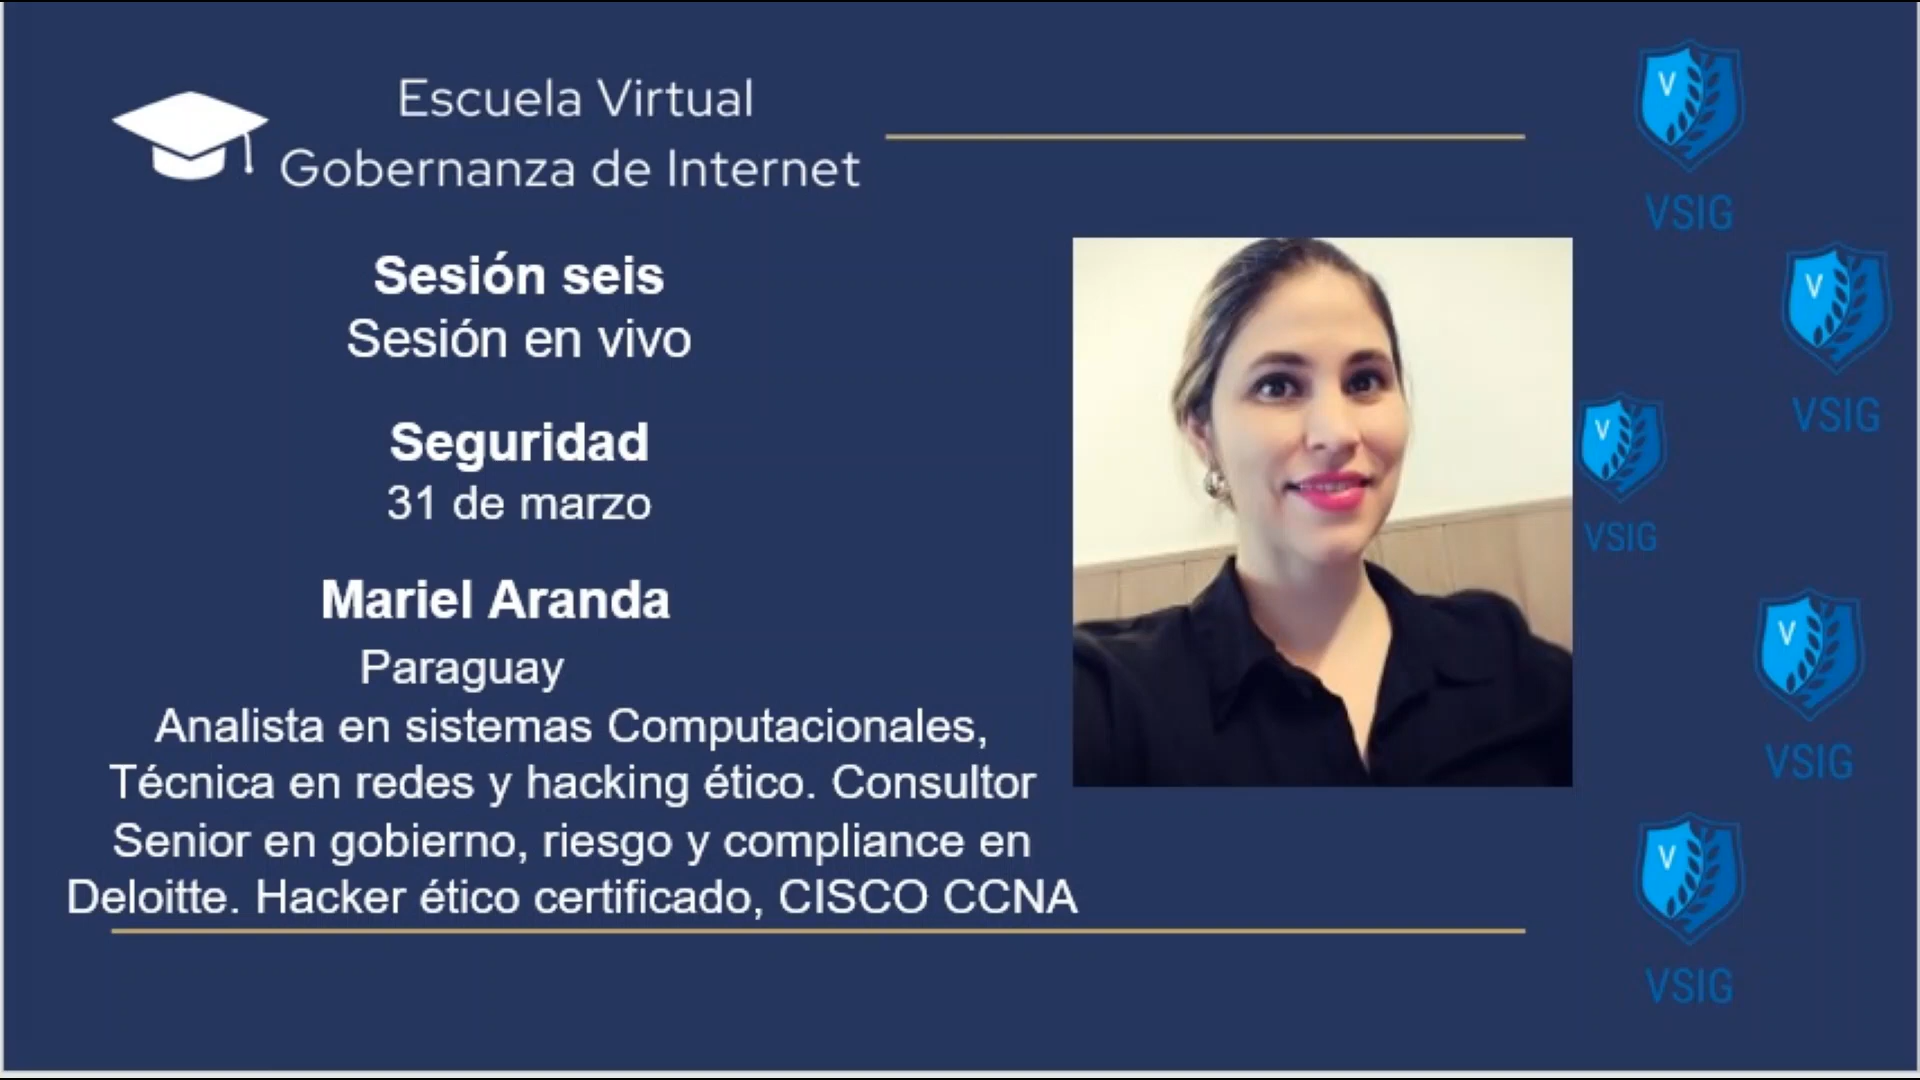 Escuela Virtual
Gobernanza de Internet
Sesión seis
Sesión en vivo
Seguridad
31 de marzo
Mariel Aranda
Paraguay
Analista en sistemas Computacionales,
Técnica en redes y hacking ético. Consultor
Senior en gobierno, riesgo y compliance en
Deloitte. Hacker ético certificado, CISCO CCNA
V
VSIG
V
VSIG
V
VSIG
V
VSIG
V
VSIG